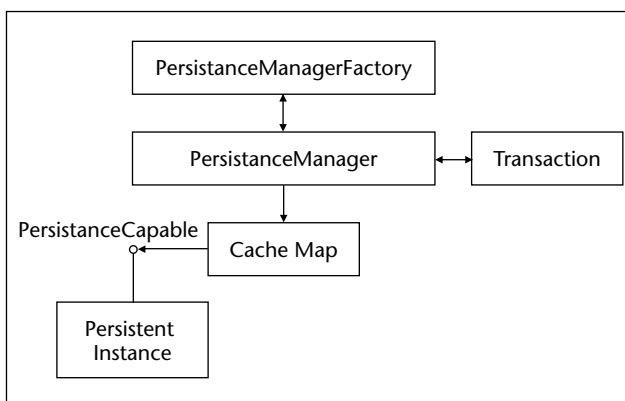 PersistanceManagerFactory
PersistanceManager
Transaction
PersistanceCapable
Cache Map
Persistent
Instance